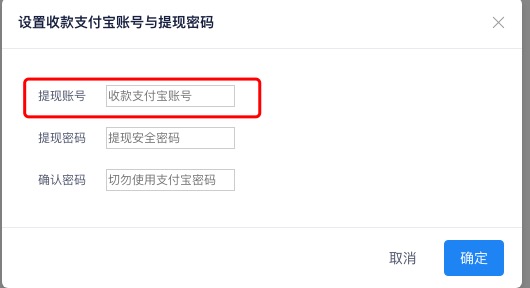 设置收款支付宝账号与提现密码
提现账号 收款支付宝账号
提现密码 提现安全密码
确认密码 切勿使用支付宝密码
取消 确定